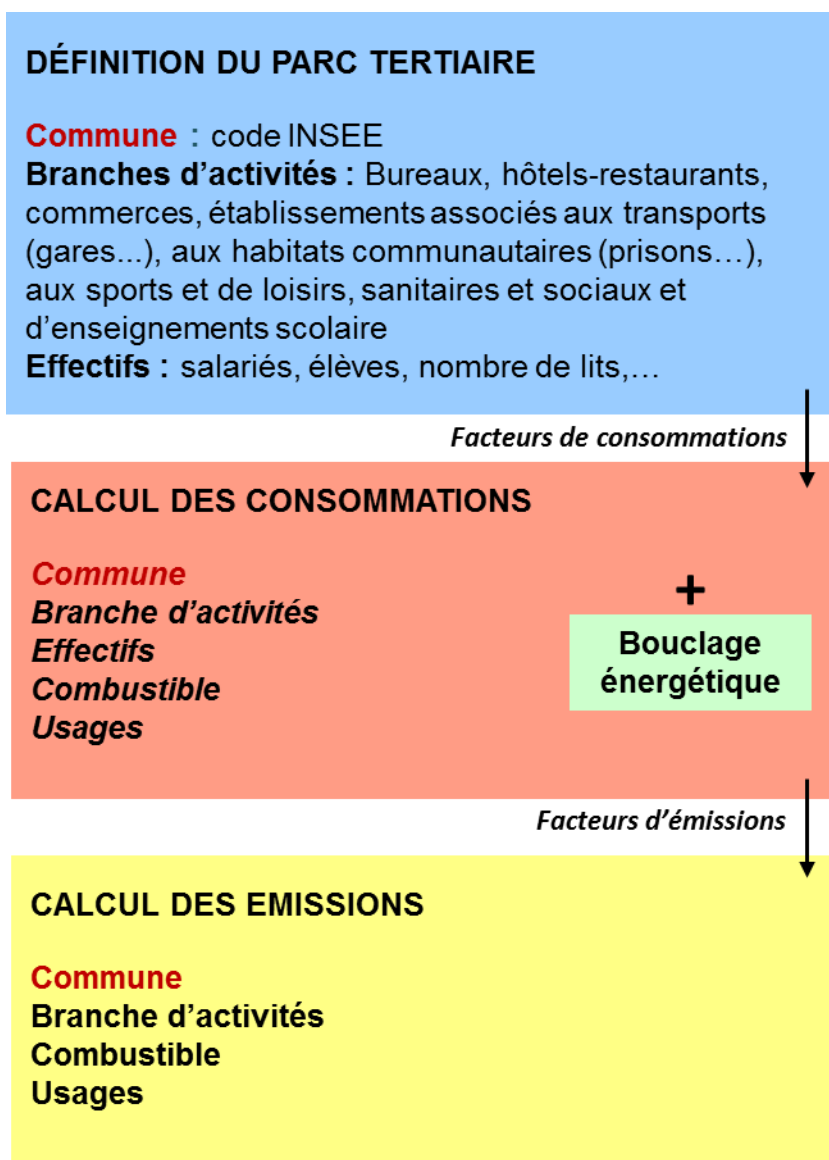 DÉFINITION DU PARC TERTIAIRE
Commune : code INSEE
Branches d’activités : Bureaux, hôtels-restaurants,
commerces, établissements associés aux transports
(gares...), aux habitats communautaires (prisons…),
aux sports et de loisirs, sanitaires et sociaux et
d’enseignements scolaire
Effectifs : salariés, élèves, nombre de lits,…
Facteurs de consommations
CALCUL DES CONSOMMATIONS
Commune
Branche d’activités
Effectifs
Combustible
Usages
+
Bouclage
énergétique
Facteurs d’émissions
CALCUL DES EMISSIONS
Commune
Branche d’activités
Combustible
Usages